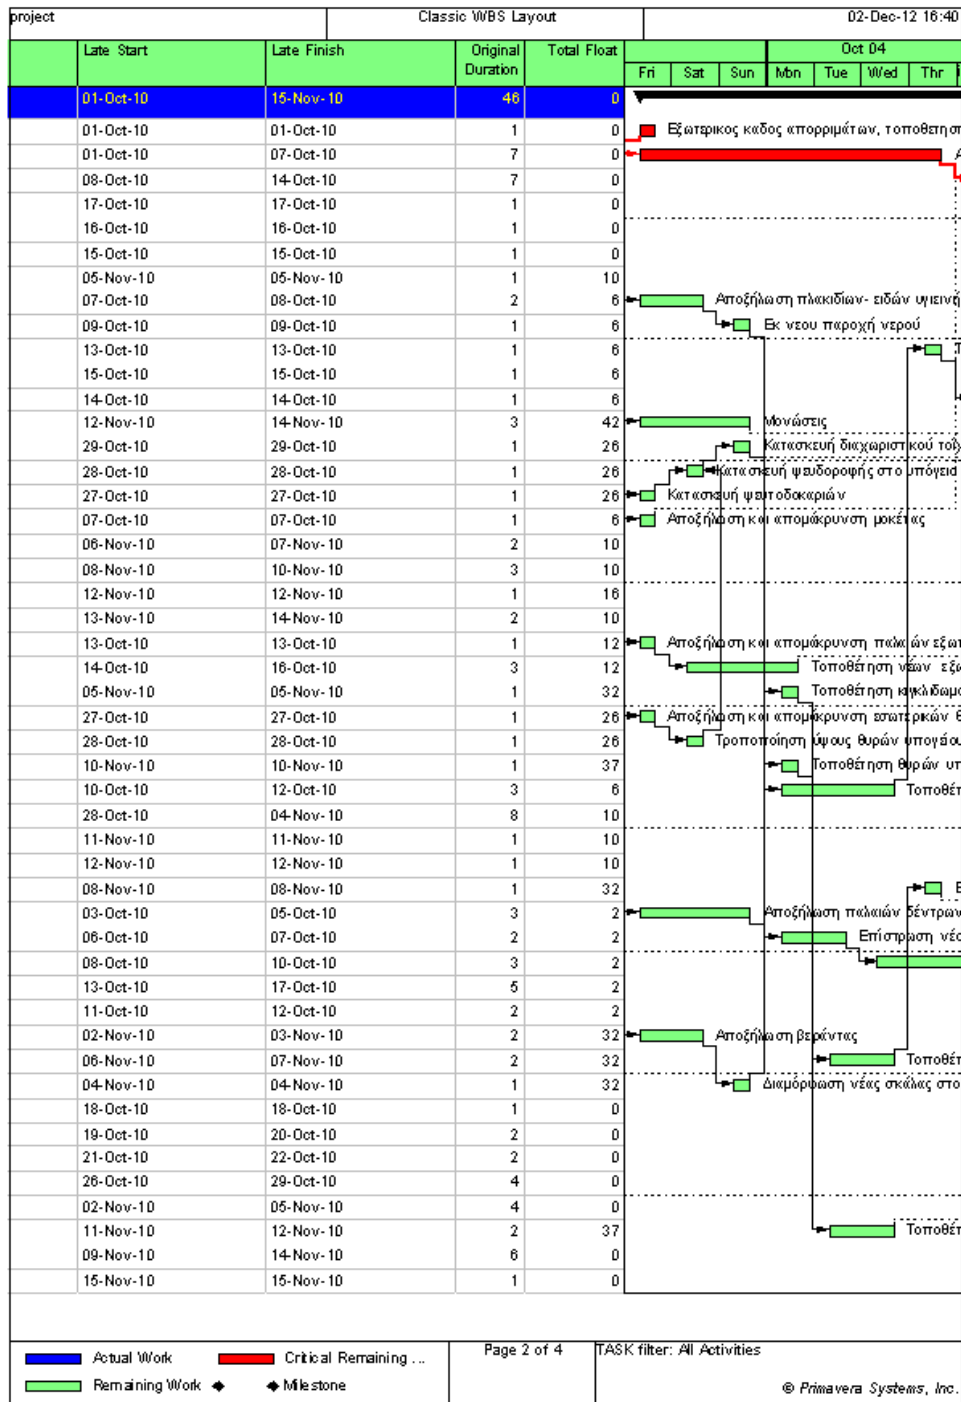 project Classic WBS Layout 02-Dec-12 16:40
Late Start Late Finish Original Duration Total Float Oct 04
Fri Sat Sun Mon Tue Wed Thr
01-Oct-10 15-Nov-10 46 0
01-Oct-10 01-Oct-10 1 0 Εξωτερικος καδος απορριμάτων, τοποθετηση
01-Oct-10 07-Oct-10 7 0
08-Oct-10 14-Oct-10 7 0
17-Oct-10 17-Oct-10 1 0
16-Oct-10 16-Oct-10 1 0
15-Oct-10 15-Oct-10 1 0
05-Nov-10 05-Nov-10 1 10
07-Oct-10 08-Oct-10 2 6 Αποξήλωση πλακιδίων- ειδών υγιεινή
09-Oct-10 09-Oct-10 1 6 Εκ νεου παροχή νερού
13-Oct-10 13-Oct-10 1 6
15-Oct-10 15-Oct-10 1 6
14-Oct-10 14-Oct-10 1 6
12-Nov-10 14-Nov-10 3 42 Μονώσεις
29-Oct-10 29-Oct-10 1 26 Κατασκευή διαχωριστικού τοίχ
28-Oct-10 28-Oct-10 1 26 Κατασκευή ψευδοροφής στο υπόγειο
27-Oct-10 27-Oct-10 1 26 Κατασκευή ψευτοδοκαριών
07-Oct-10 07-Oct-10 1 6 Αποξήλωση και απομάκρυνση μοκέτας
06-Nov-10 07-Nov-10 2 10
08-Nov-10 10-Nov-10 3 10
12-Nov-10 12-Nov-10 1 16
13-Nov-10 14-Nov-10 2 10
13-Oct-10 13-Oct-10 1 12 Αποξήλωση και απομάκρυνση παλαιών εξωτ
14-Oct-10 16-Oct-10 3 12 Τοποθέτηση νέων εξω
05-Nov-10 05-Nov-10 1 32 Τοποθέτηση κιγκλιδωμα
27-Oct-10 27-Oct-10 1 26 Αποξήλωση και απομάκρυνση εσωτερικών θ
28-Oct-10 28-Oct-10 1 26 Τροποποίηση ύψους θυρών υπογείου
10-Nov-10 10-Nov-10 1 37 Τοποθέτηση θυρών υπ
10-Oct-10 12-Oct-10 3 6 Τοποθέτ
28-Oct-10 04-Nov-10 8 10
11-Nov-10 11-Nov-10 1 10
12-Nov-10 12-Nov-10 1 10
08-Nov-10 08-Nov-10 1 32
03-Oct-10 05-Oct-10 3 2 Αποξήλωση παλαιών δέντρων
06-Oct-10 07-Oct-10 2 2 Επίστρωση νέο
08-Oct-10 10-Oct-10 3 2
13-Oct-10 17-Oct-10 5 2
11-Oct-10 12-Oct-10 2 2
02-Nov-10 03-Nov-10 2 32 Αποξήλωση βεράντας
06-Nov-10 07-Nov-10 2 32 Τοποθέτ
04-Nov-10 04-Nov-10 1 32 Διαμόρφωση νέας σκάλας στο
18-Oct-10 18-Oct-10 1 0
19-Oct-10 20-Oct-10 2 0
21-Oct-10 22-Oct-10 2 0
26-Oct-10 29-Oct-10 4 0
02-Nov-10 05-Nov-10 4 0
11-Nov-10 12-Nov-10 2 37 Τοποθέτ
09-Nov-10 14-Nov-10 6 0
15-Nov-10 15-Nov-10 1 0
Actual Work Critical Remaining ... Page 2 of 4 TASK filter: All Activities
Remaining Work Milestone © Primavera Systems, Inc.